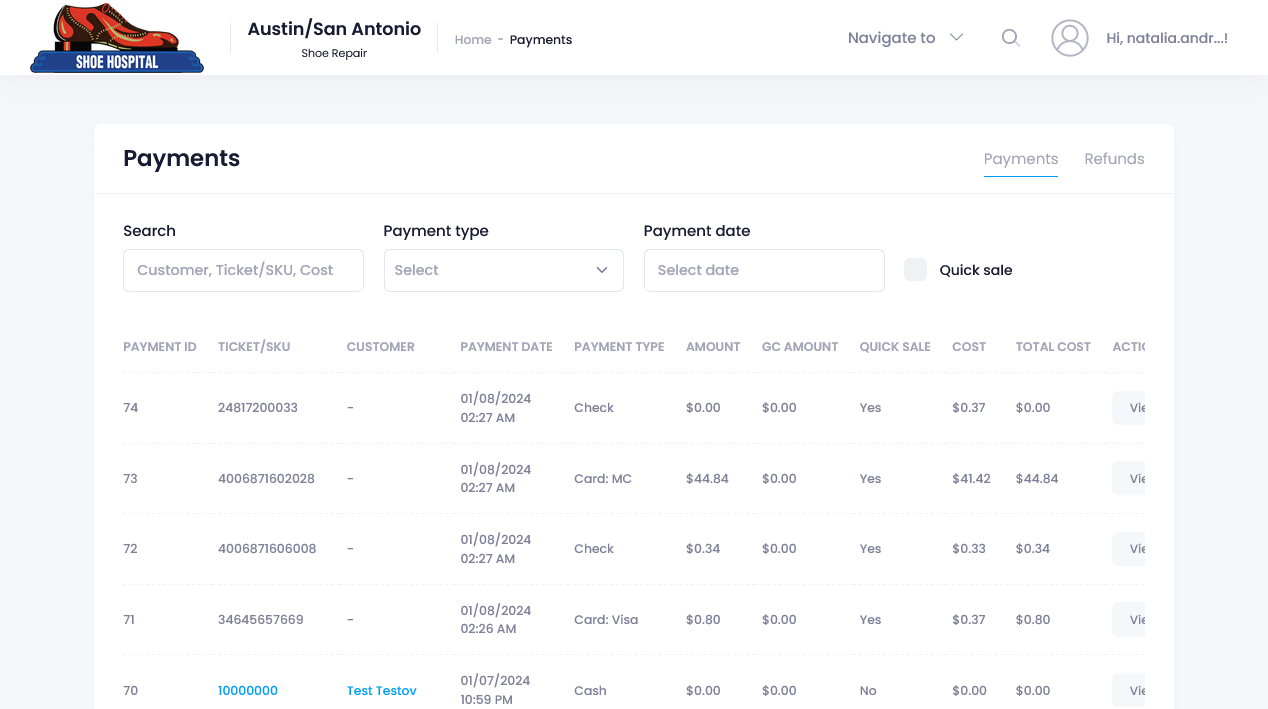 SHOE HOSPITAL
Austin/San Antonio
Shoe Repair
Home - Payments
Navigate to
Hi, natalia.andr...!
Payments
Payments Refunds
Search Payment type Payment date
Customer, Ticket/SKU, Cost Select Select date Quick sale
PAYMENT ID TICKET/SKU CUSTOMER PAYMENT DATE PAYMENT TYPE AMOUNT GC AMOUNT QUICK SALE COST TOTAL COST ACTIC
74 24817200033 - 01/08/2024 02:27 AM Check $0.00 $0.00 Yes $0.37 $0.00 Vie
73 4006871602028 - 01/08/2024 02:27 AM Card: MC $44.84 $0.00 Yes $41.42 $44.84 Vie
72 4006871606008 - 01/08/2024 02:27 AM Check $0.34 $0.00 Yes $0.33 $0.34 Vie
71 34645657669 - 01/08/2024 02:26 AM Card: Visa $0.80 $0.00 Yes $0.37 $0.80 Vie
70 10000000 Test Testov 01/07/2024 10:59 PM Cash $0.00 $0.00 No $0.00 $0.00 Vie